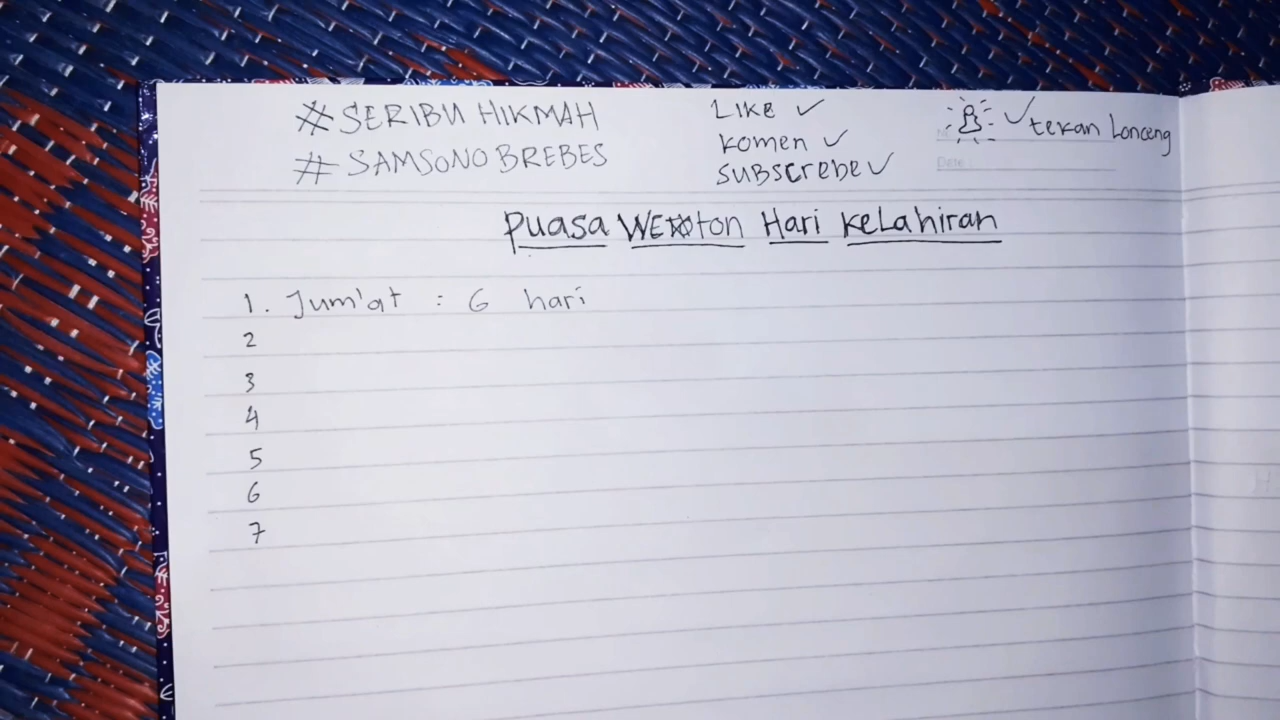 #SERIBU HIKMAH
#SAMSONO BREBES
LIKE ✓
komen ✓
subscrebe ✓
✓ tekan Lonceng
Date :
Puasa Weton Hari Kelahiran
1. Jum'at : 6 hari
2
3
4
5
6
7